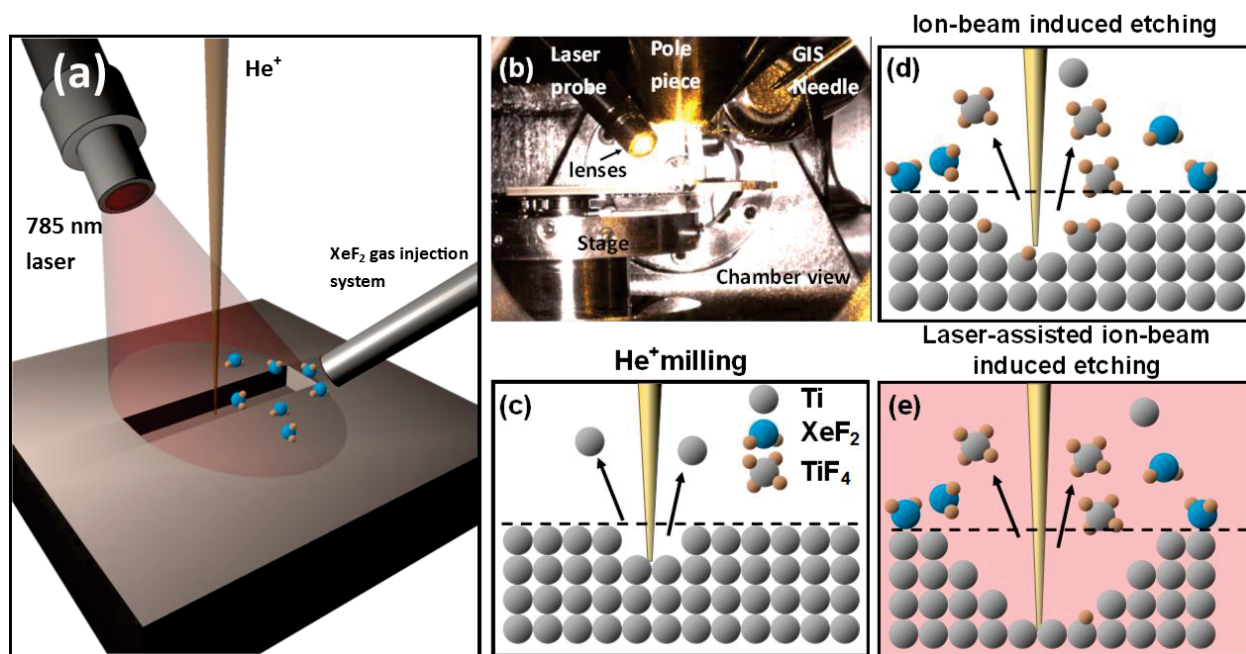 (a)
He+
785 nm
laser
XeF2 gas injection
system
(b)
Laser
probe
Pole
piece
GIS
Needle
lenses
Stage
Chamber view
He+ milling
(c)
Ti
XeF2
TiF4
Ion-beam induced etching
(d)
Laser-assisted ion-beam
induced etching
(e)